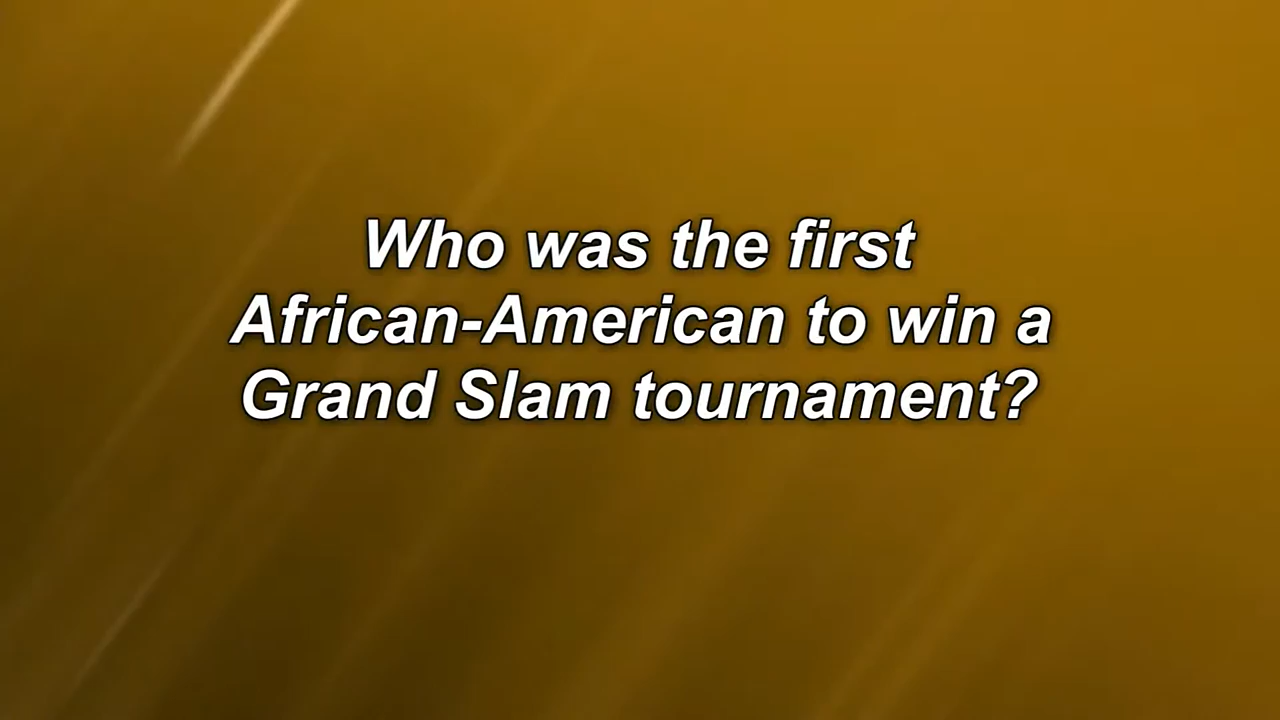 Who was the first
African-American to win a
Grand Slam tournament?